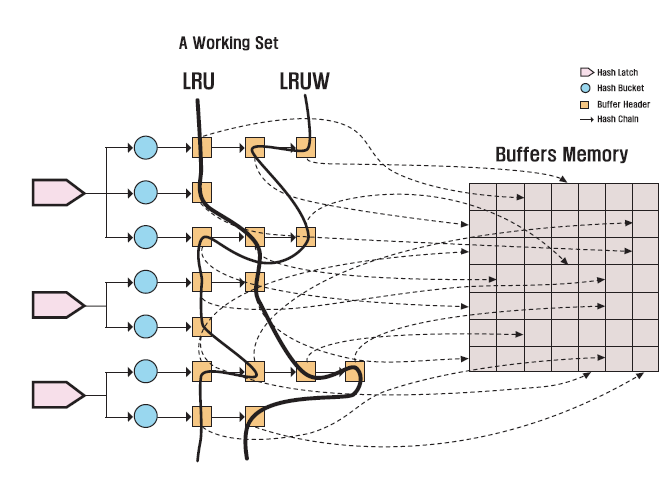 A Working Set
LRU
LRUW
Hash Latch
Hash Bucket
Buffer Header
Hash Chain
Buffers Memory